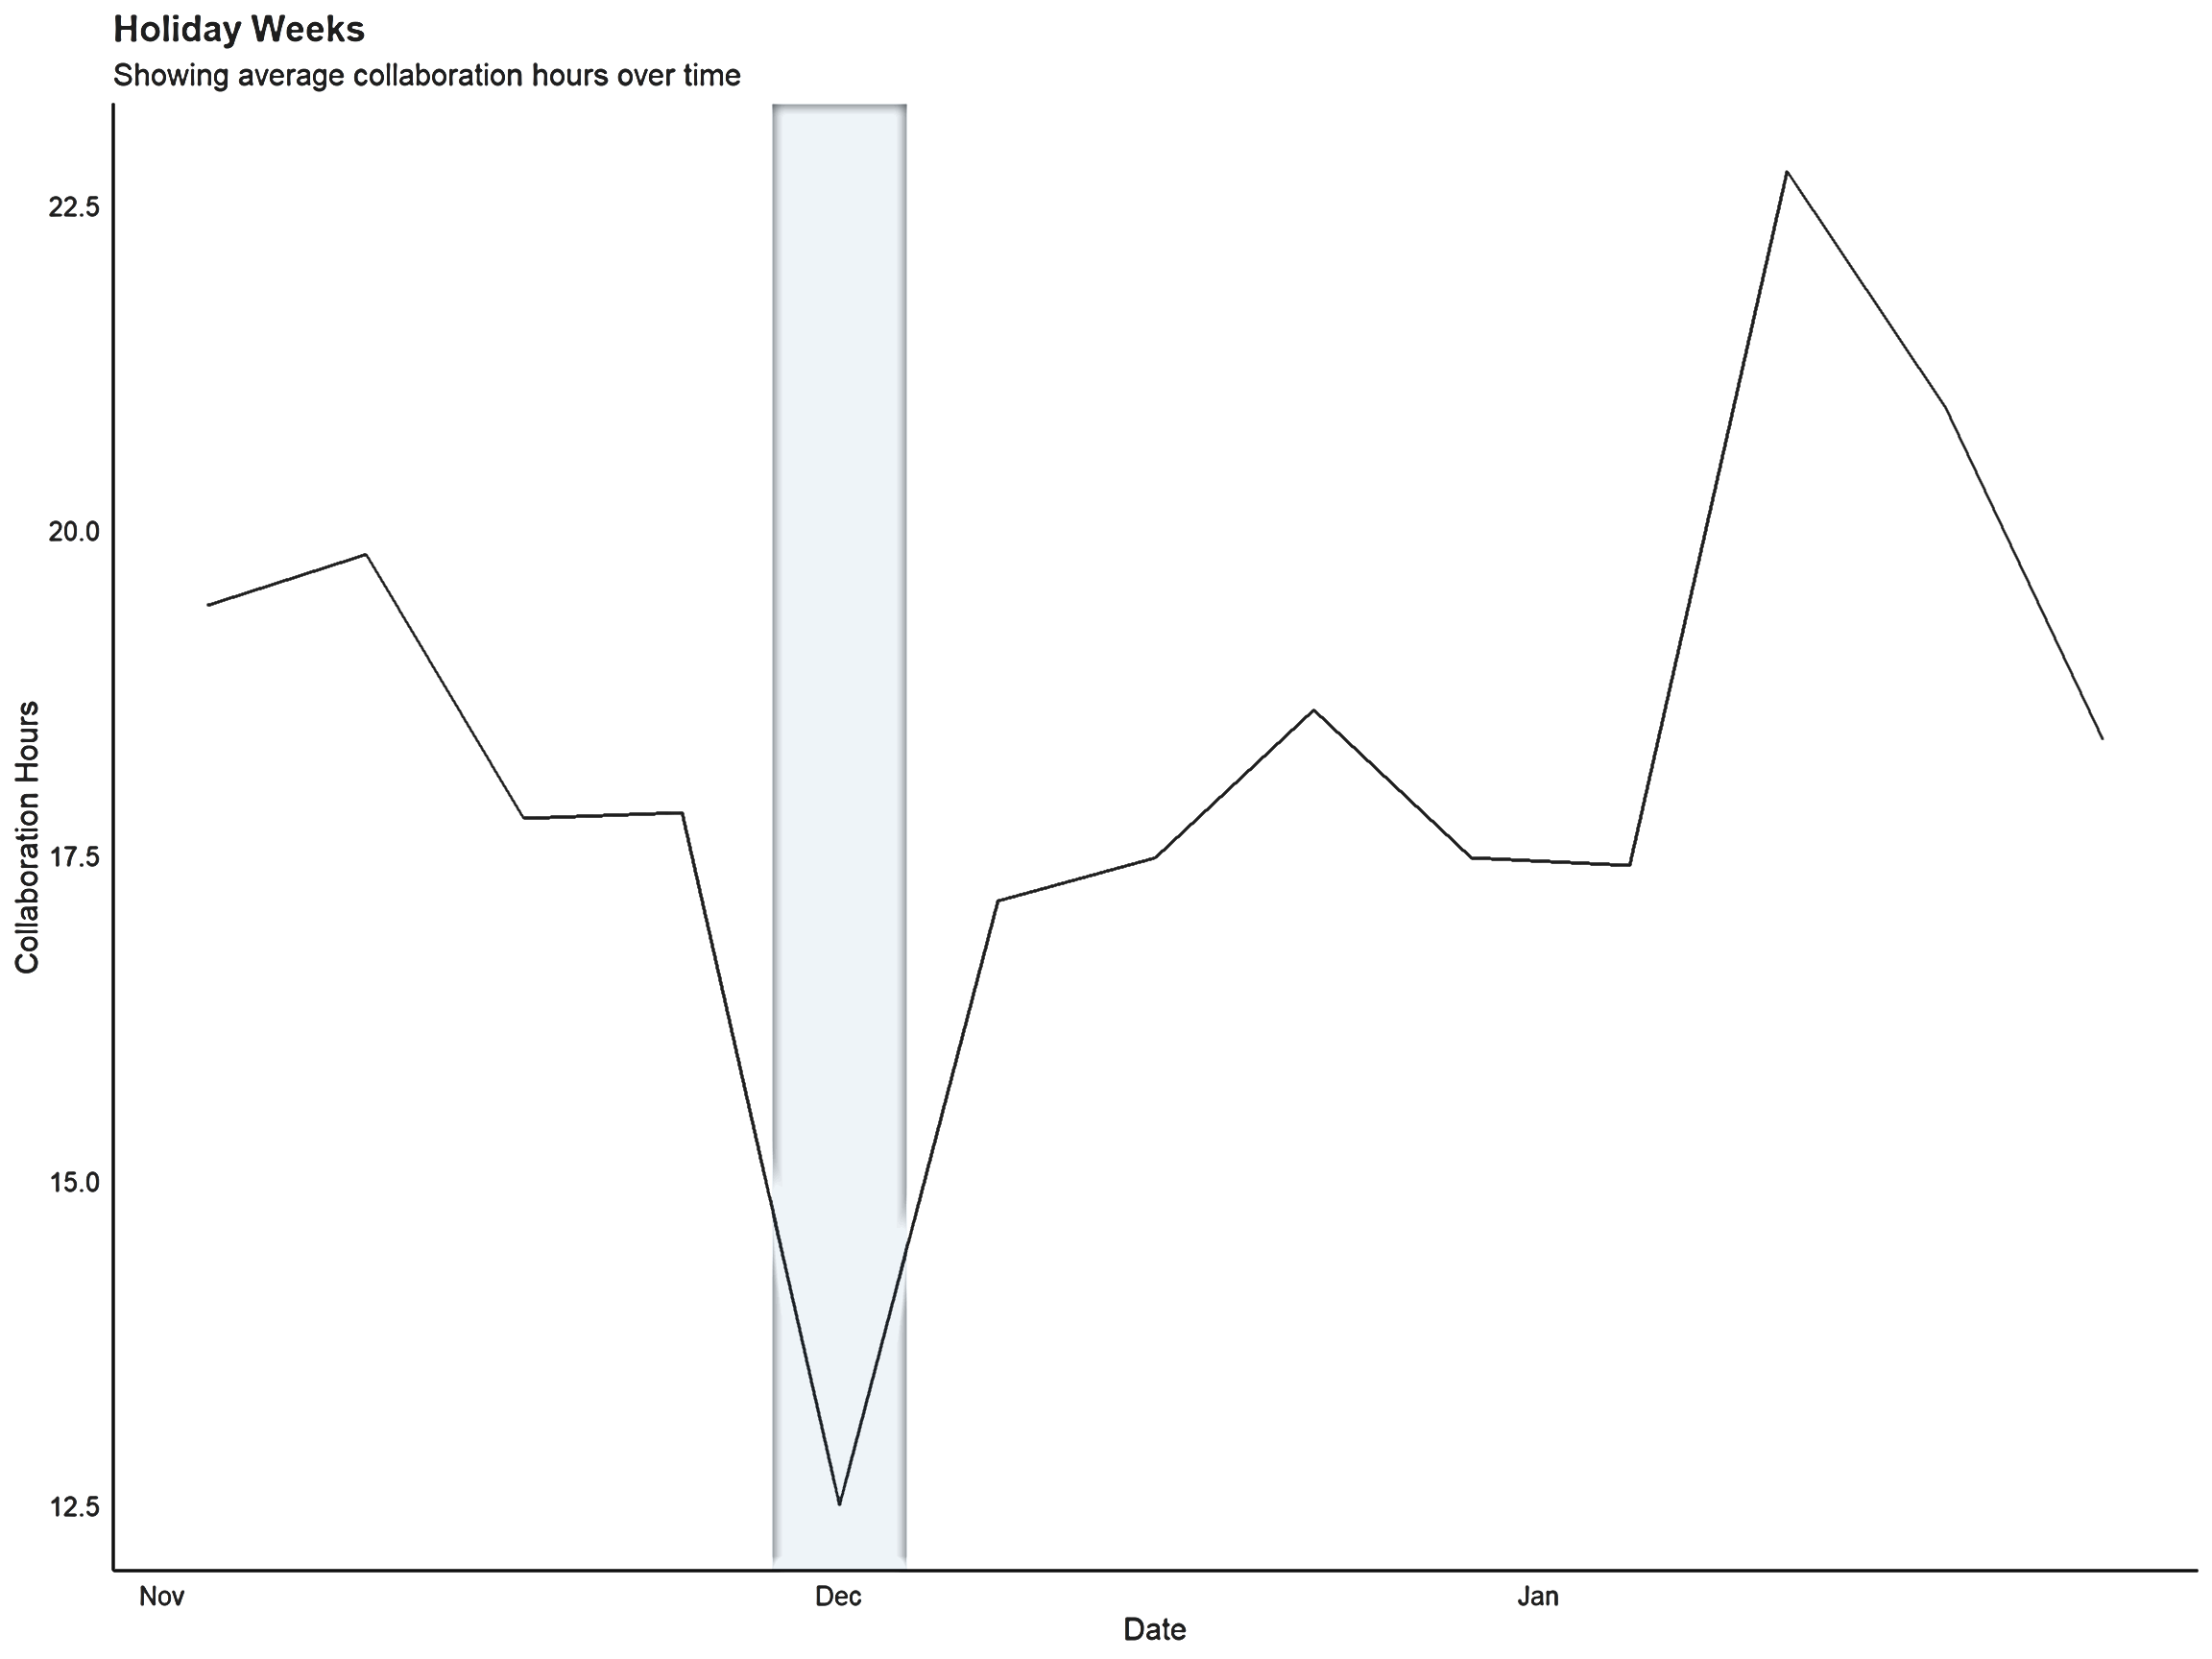 Holiday Weeks
Showing average collaboration hours over time
22.5
20.0
17.5
15.0
12.5
Collaboration Hours
Nov
Dec
Jan
Date